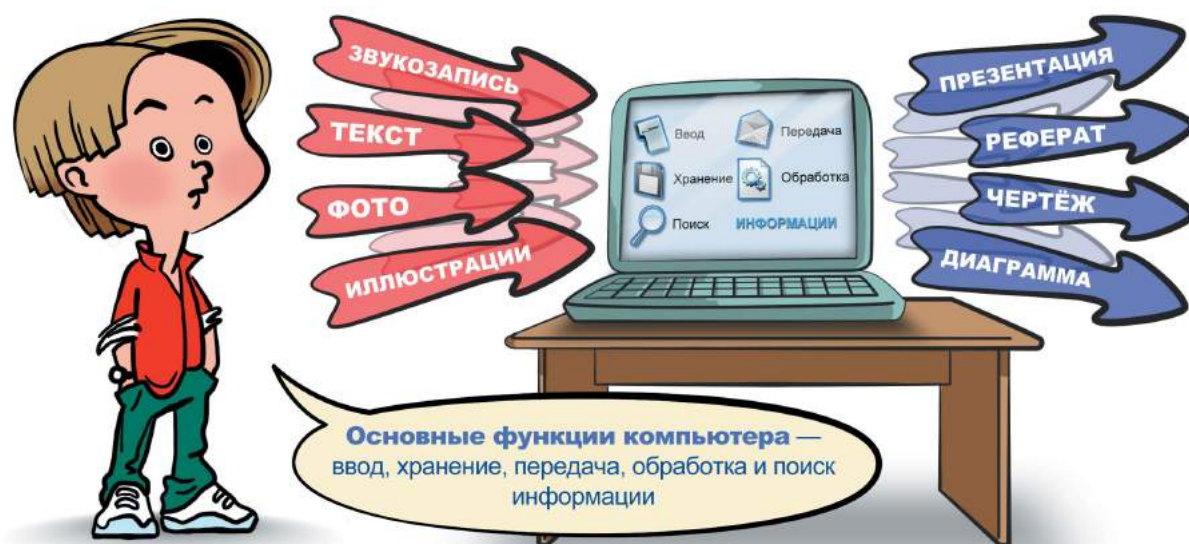 ЗВУКОЗАПИСЬ
ТЕКСТ
ФОТО
ИЛЛЮСТРАЦИИ
Ввод
Передача
Хранение
Обработка
Поиск
ИНФОРМАЦИИ
ПРЕЗЕНТАЦИЯ
РЕФЕРАТ
ЧЕРТЁЖ
ДИАГРАММА
Основные функции компьютера —
ввод, хранение, передача, обработка и поиск
информации